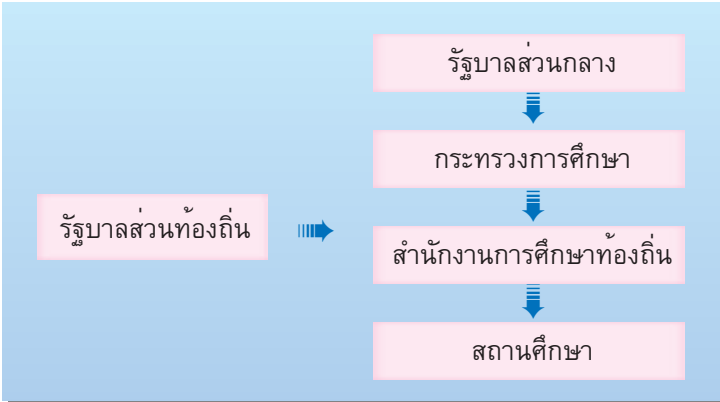 รัฐบาลส่วนกลาง
กระทรวงการศึกษา
รัฐบาลส่วนท้องถิ่น
สำนักงานการศึกษาท้องถิ่น
สถานศึกษา